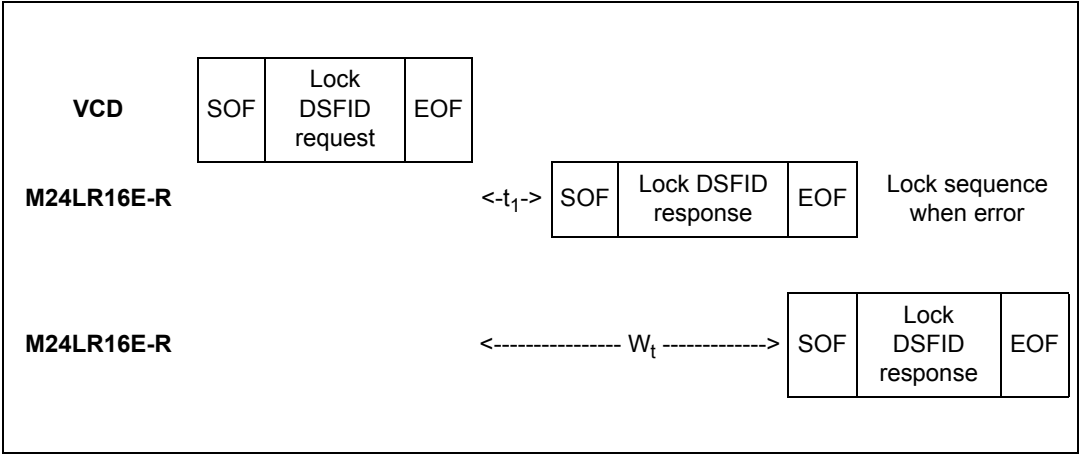 VCD SOF Lock DSFID request EOF
M24LR16E-R <-t₁-> SOF Lock DSFID response EOF Lock sequence when error
M24LR16E-R <---------------- Wₜ -------------> SOF Lock DSFID response EOF